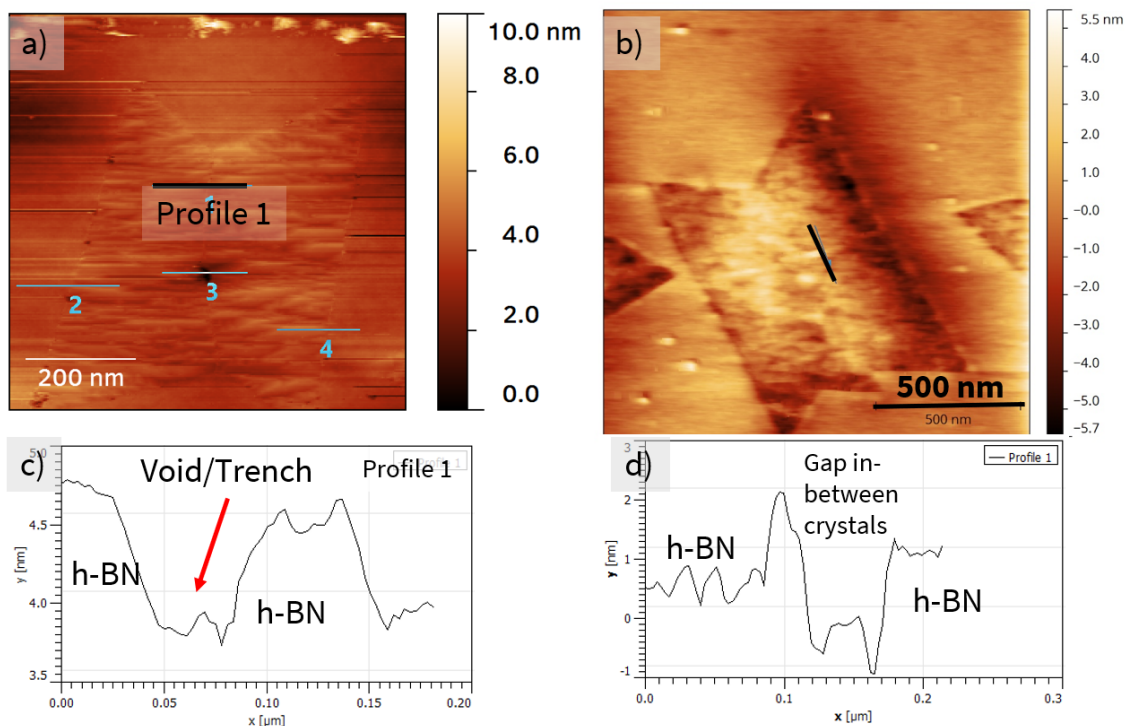 a)
10.0 nm
8.0
6.0
4.0
2.0
0.0
1
Profile 1
2
3
4
200 nm
b)
5.5 nm
4.0
3.0
2.0
1.0
−0.0
−1.0
−2.0
−3.0
−4.0
−5.0
−5.7
500 nm
500 nm
c)
5.0
4.5
4.0
3.5
y [nm]
Void/Trench
Profile 1
h-BN
h-BN
0.00
0.05
0.10
0.15
0.20
x [µm]
d)
3
2
1
0
-1
y [nm]
Profile 1
Gap in-
between
crystals
h-BN
h-BN
0.0
0.1
0.2
0.3
x [µm]